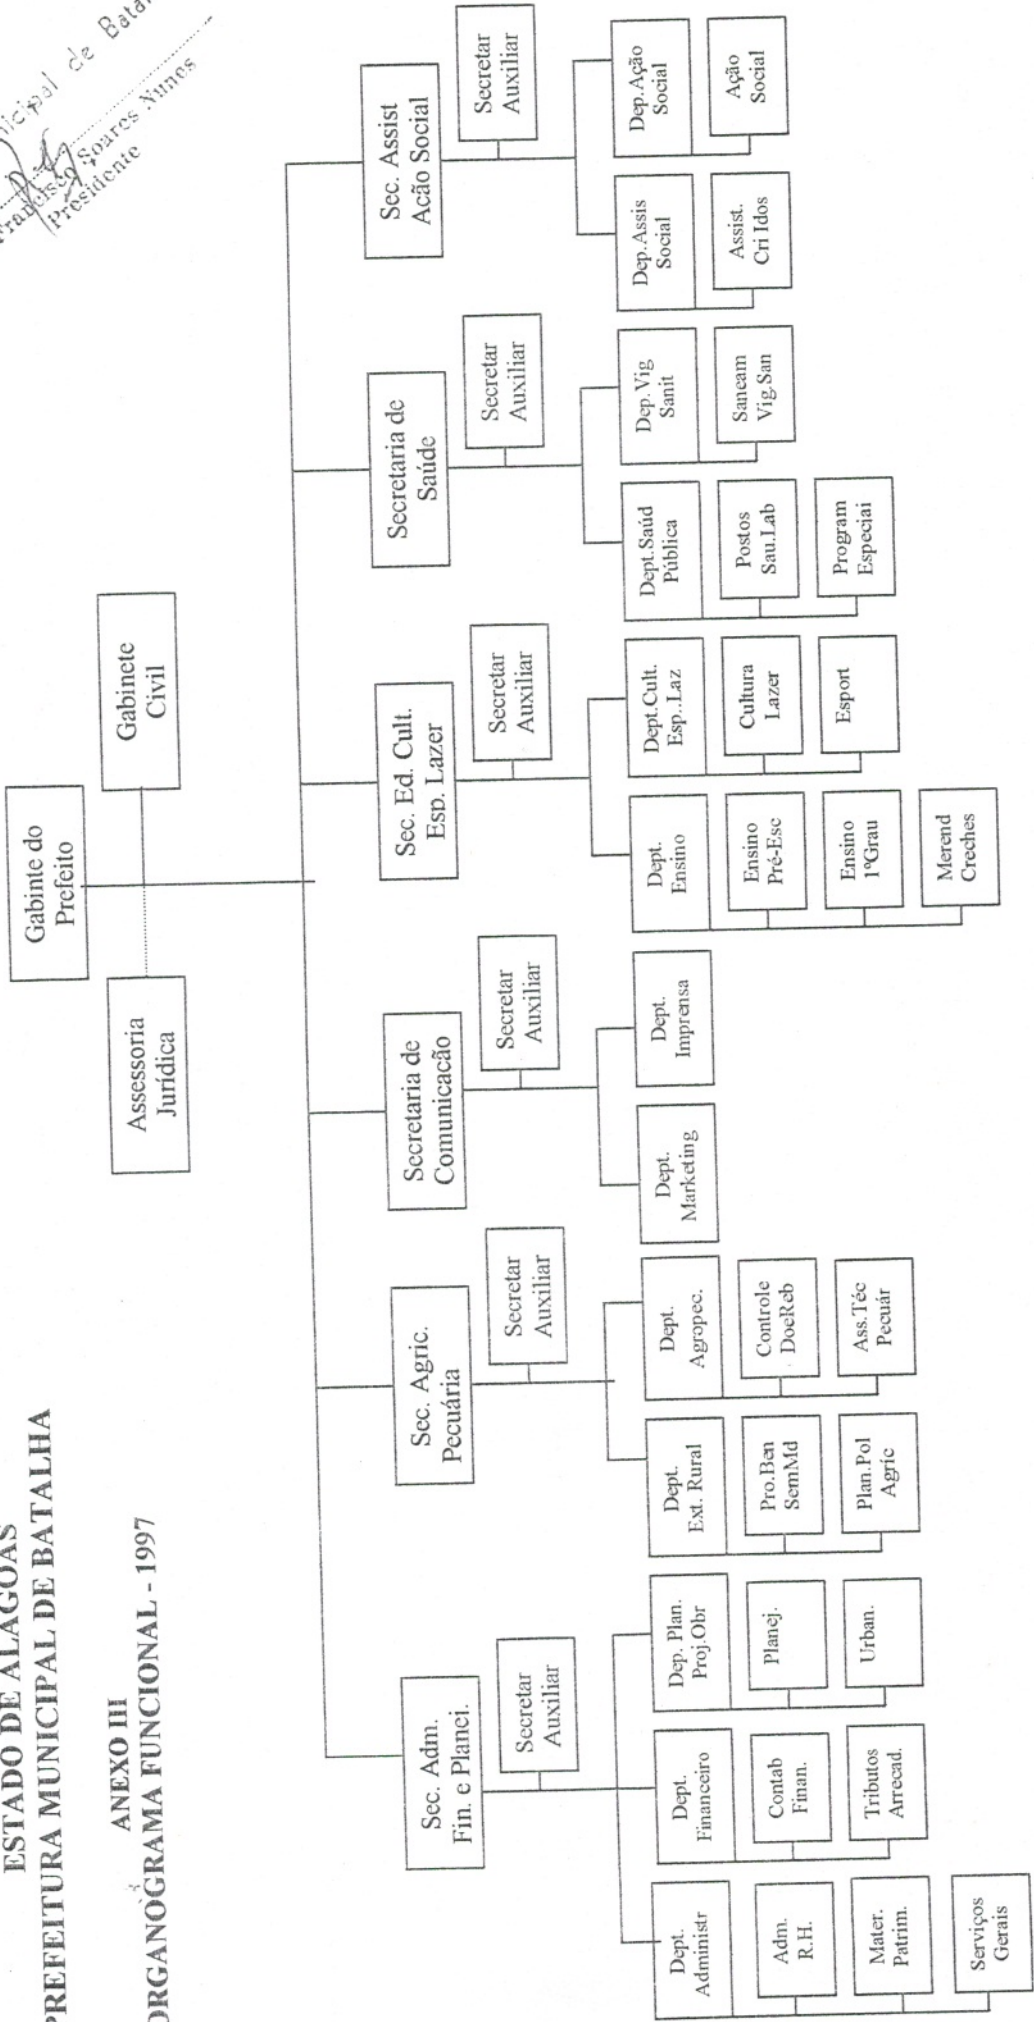 ESTADO DE ALAGOAS
PREFEITURA MUNICIPAL DE BATALHA
ANEXO III
ORGANOGRAMA FUNCIONAL - 1997
icipal de Bata
Francisco Soares Nunes
Presidente
Gabinte do
Prefeito
Assessoria
Jurídica
Gabinete
Civil
Sec. Adm.
Fin. e Planei.
Secretar
Auxiliar
Dept.
Administr
Adm.
R.H.
Mater.
Patrim.
Serviços
Gerais
Dept.
Financeiro
Contab
Finan.
Tributos
Arrecad.
Dep. Plan.
Proj.Obr
Planej.
Urban.
Sec. Agric.
Pecuária
Secretar
Auxiliar
Dept.
Ext. Rural
Pro.Ben
SemMd
Plan.Pol
Agric
Dept.
Agropec.
Controle
DoeReb
Ass.Téc
Pecuár
Secretaria de
Comunicacão
Secretar
Auxiliar
Dept.
Marketing
Dept.
Imprensa
Sec. Ed. Cult.
Esp. Lazer
Secretar
Auxiliar
Dept.
Ensino
Ensino
Pré-Esc
Ensino
1ºGrau
Merend
Creches
Dept.Cult.
Esp..Laz
Cultura
Lazer
Esport
Secretaria de
Saúde
Secretar
Auxiliar
Dept.Saúd
Pública
Postos
Sau.Lab
Program
Especiai
Dep.Vig
Sanit
Saneam
Vig.San
Sec. Assist
Acão Social
Secretar
Auxiliar
Dep.Assis
Social
Assist.
Cri Idos
Dep.Ação
Social
Ação
Social